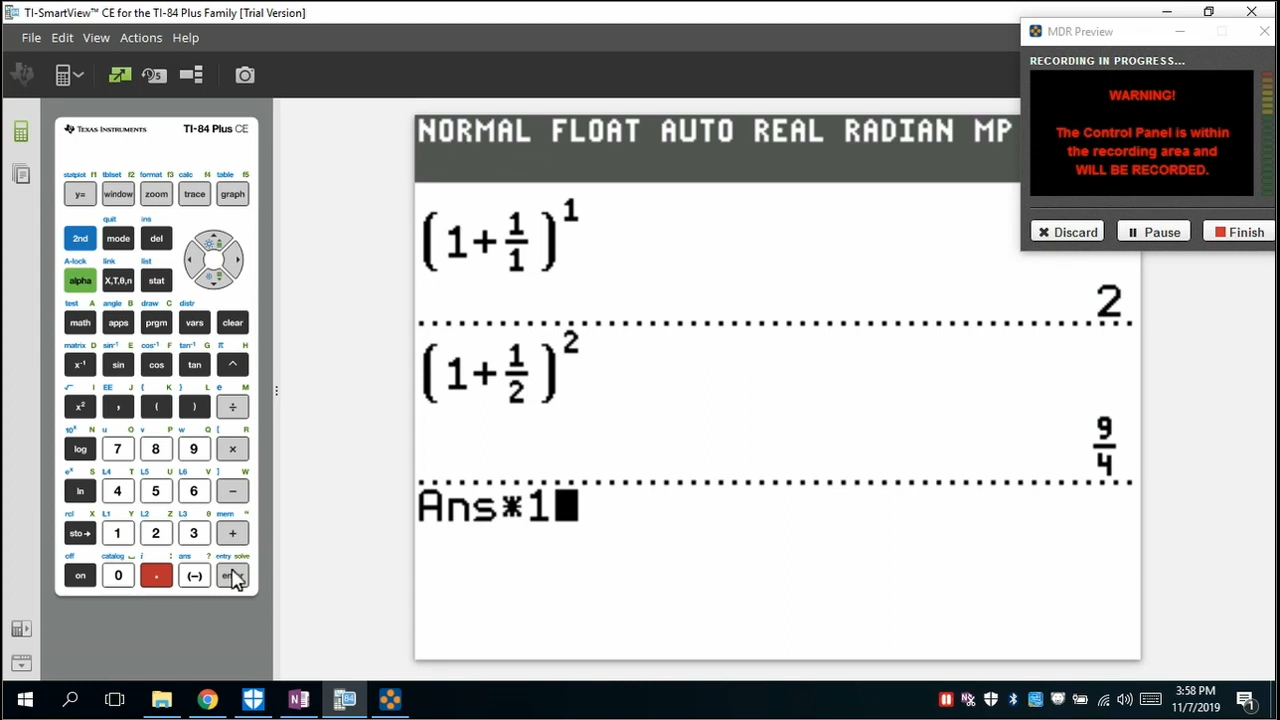 TI-SmartView™ CE for the TI-84 Plus Family [Trial Version]
File Edit View Actions Help
MDR Preview
RECORDING IN PROGRESS...
WARNING!
The Control Panel is within
the recording area and
WILL BE RECORDED.
Discard Pause Finish
TEXAS INSTRUMENTS TI-84 Plus CE
statplot f1 tblset f2 format f3 calc f4 table f5
y= window zoom trace graph
quit ins
2nd mode del
A-lock link list
alpha X,T,θ,n stat
test A angle B draw C distr
math apps prgm vars clear
matrix D sin⁻¹ E cos⁻¹ F tan⁻¹ G π H
x⁻¹ sin cos tan ^
√ I EE J { K } L e M
x² , ( ) ÷
10ˣ N u O v P w Q [ R
log 7 8 9 ×
eˣ S L4 T L5 U L6 V ] W
ln 4 5 6 −
rcl X L1 Y L2 Z L3 θ mem "
sto→ 1 2 3 +
off catalog i : ans ? entry solve
on 0 . (−)
NORMAL FLOAT AUTO REAL RADIAN MP
(1+1/1)^1
2
(1+1/2)^2
9/4
Ans*1
84
3:58 PM
11/7/2019
1